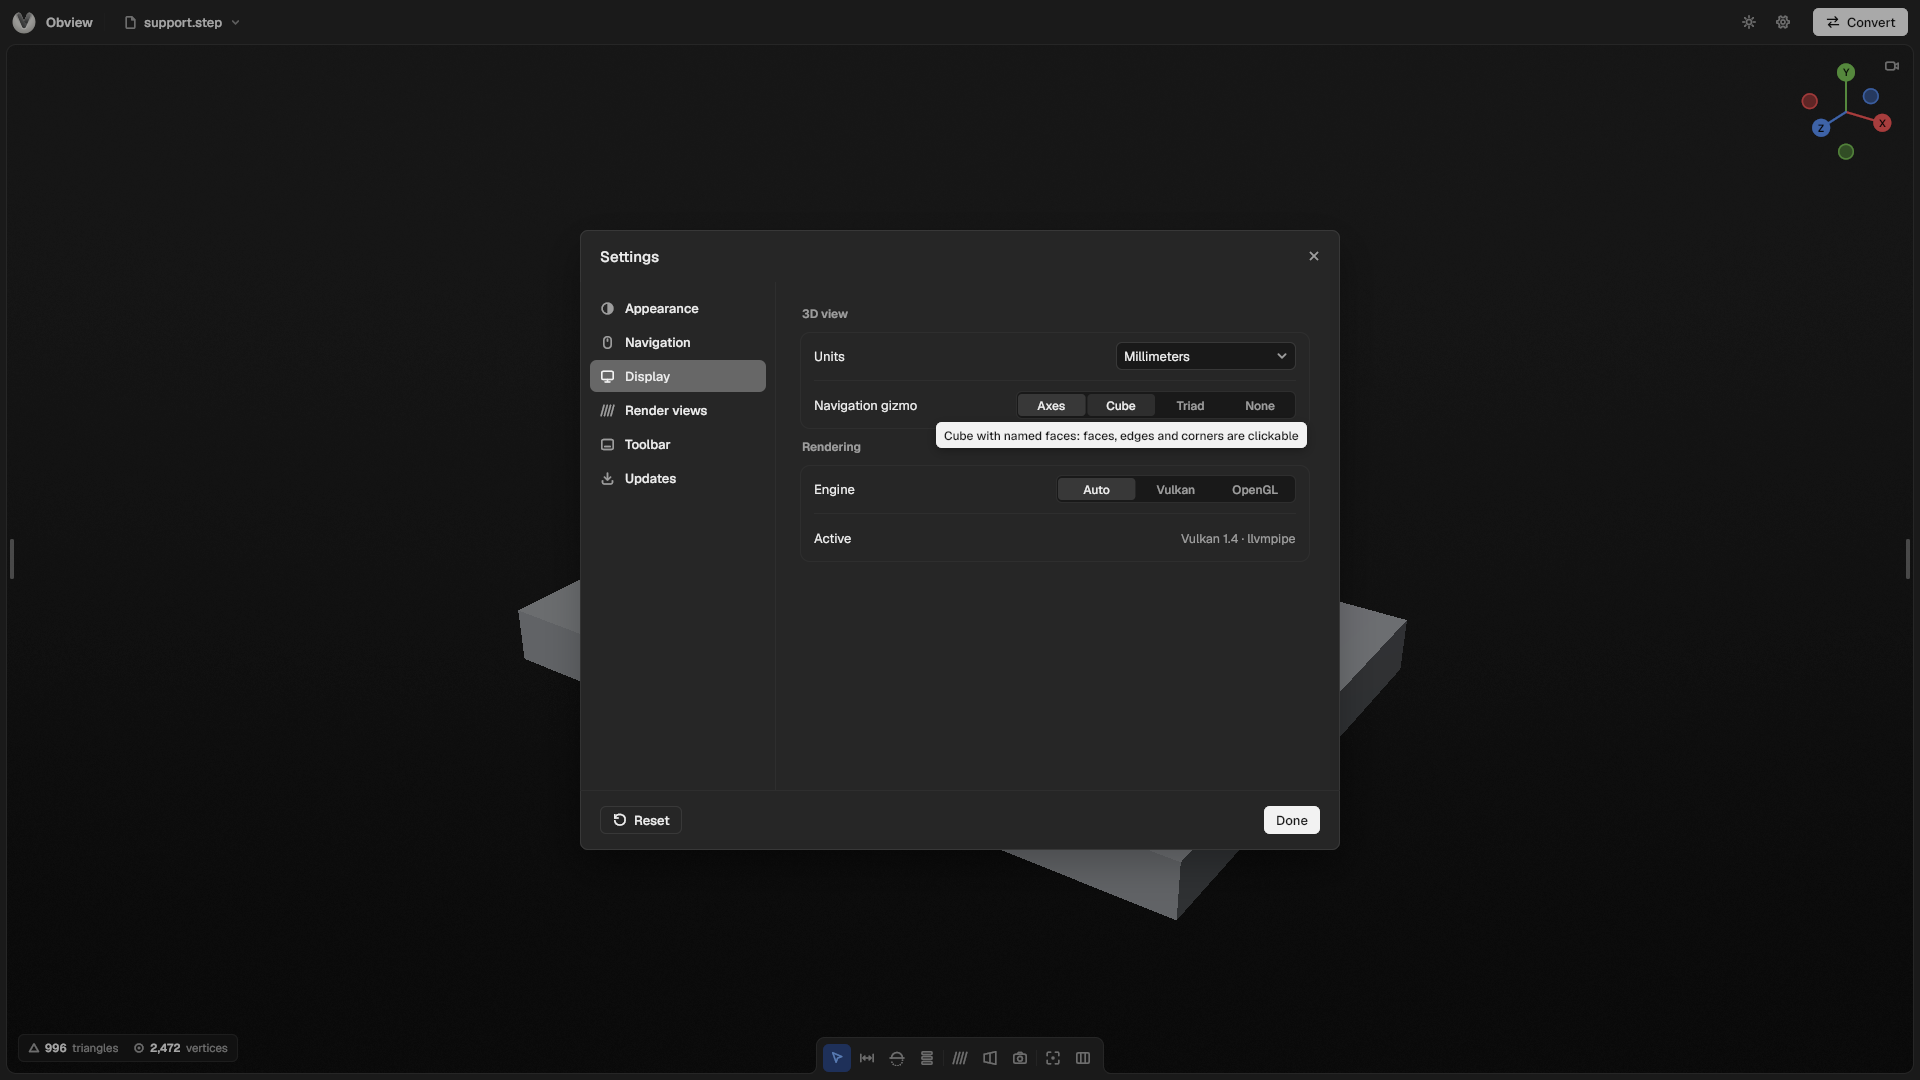 Obview
support.step
Convert
Y
X
Z
Settings
Appearance
Navigation
Display
Render views
Toolbar
Updates
3D view
Units
Millimeters
Navigation gizmo
Axes
Cube
Triad
None
Cube with named faces: faces, edges and corners are clickable
Rendering
Engine
Auto
Vulkan
OpenGL
Active
Vulkan 1.4 · llvmpipe
Reset
Done
996 triangles
2,472 vertices